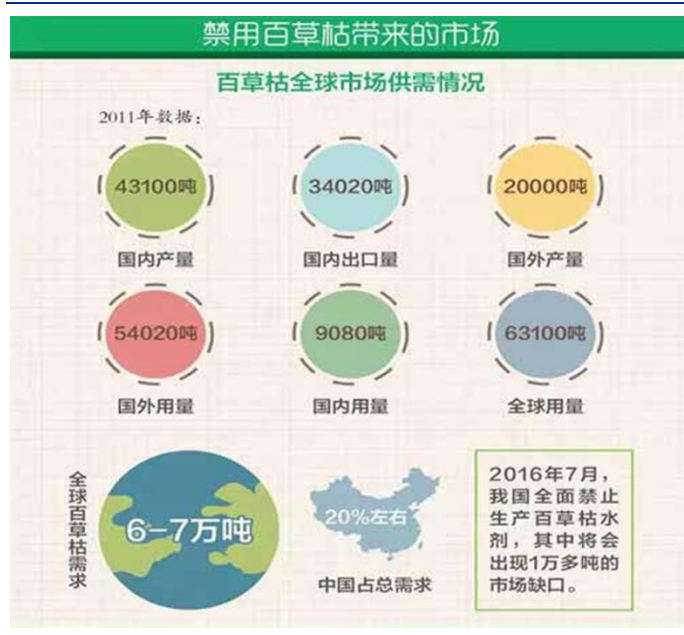 禁用百草枯带来的市场
百草枯全球市场供需情况
2011年数据：
43100吨
34020吨
20000吨
国内产量
国内出口量
国外产量
54020吨
9080吨
63100吨
国外用量
国内用量
全球用量
全球百草枯需求
6-7万吨
20%左右
中国占总需求
2016年7月，
我国全面禁止
生产百草枯水
剂，其中将会
出现1万多吨的
市场缺口。